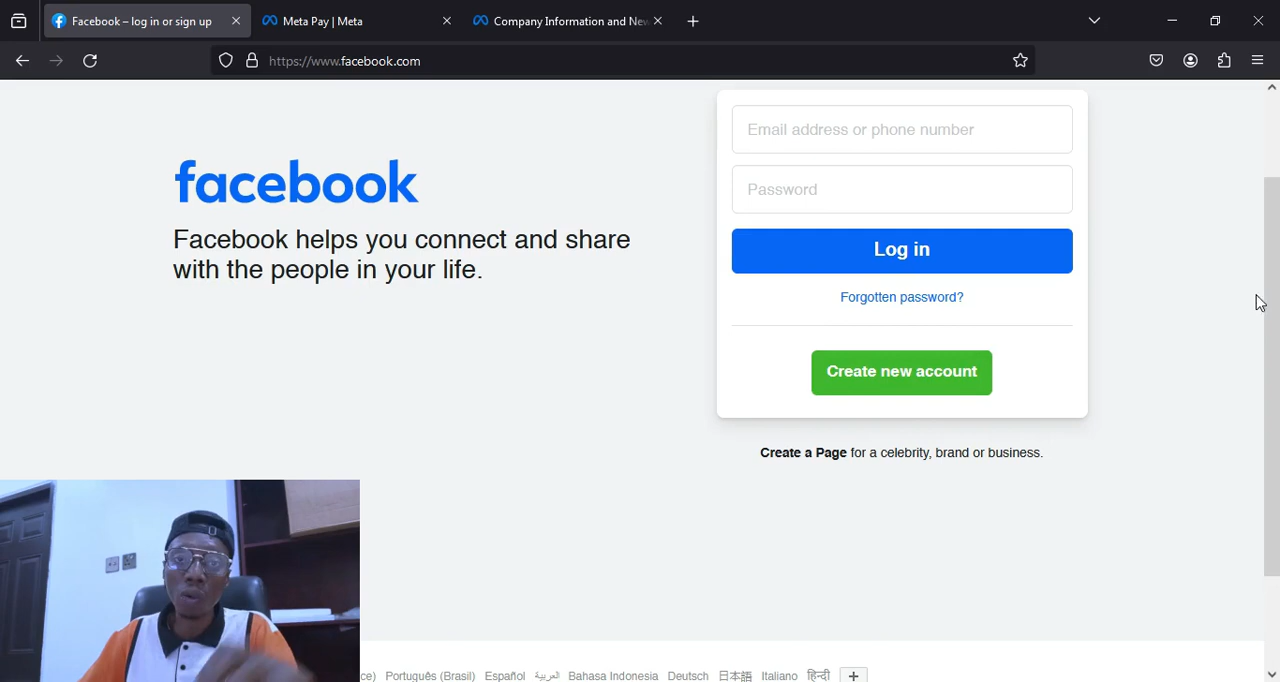 Facebook – log in or sign up
Meta Pay | Meta
Company Information and Nev
https://www.facebook.com
facebook
Facebook helps you connect and share
with the people in your life.
Email address or phone number
Password
Log in
Forgotten password?
Create new account
Create a Page for a celebrity, brand or business.
ce) Português (Brasil) Español العربية Bahasa Indonesia Deutsch 日本語 Italiano हिन्दी +